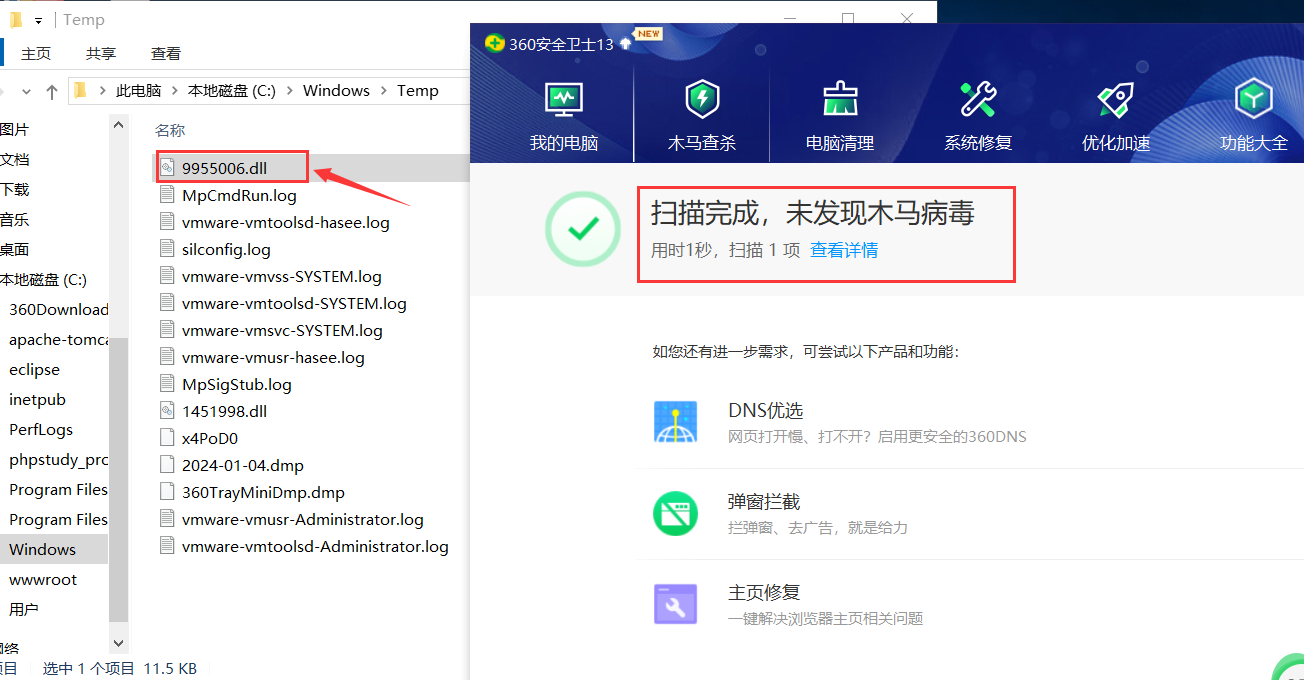 Temp
主页 共享 查看
此电脑 本地磁盘 (C:) Windows Temp
图片
文档
下载
音乐
桌面
本地磁盘 (C:)
360Download
apache-tomca
eclipse
inetpub
PerfLogs
phpstudy_pro
Program Files
Program Files
Windows
wwwroot
用户
网络
名称
9955006.dll
MpCmdRun.log
vmware-vmtoolsd-hasee.log
silconfig.log
vmware-vmvss-SYSTEM.log
vmware-vmtoolsd-SYSTEM.log
vmware-vmsvc-SYSTEM.log
vmware-vmusr-hasee.log
MpSigStub.log
1451998.dll
x4PoD0
2024-01-04.dmp
360TrayMiniDmp.dmp
vmware-vmusr-Administrator.log
vmware-vmtoolsd-Administrator.log
项目 选中 1 个项目 11.5 KB
360安全卫士13 NEW
我的电脑 木马查杀 电脑清理 系统修复 优化加速 功能大全
扫描完成，未发现木马病毒
用时1秒，扫描 1 项 查看详情
如您还有进一步需求，可尝试以下产品和功能：
DNS优选
网页打开慢、打不开？启用更安全的360DNS
弹窗拦截
拦弹窗、去广告，就是给力
主页修复
一键解决浏览器主页相关问题